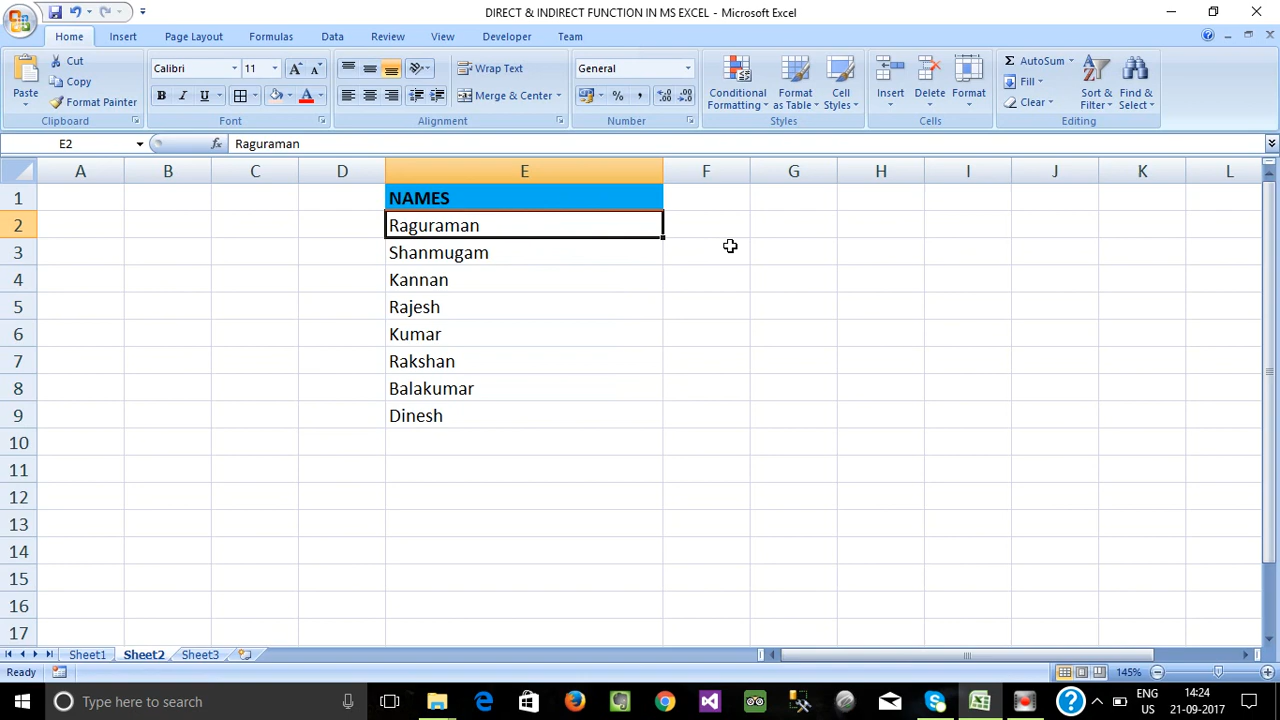 DIRECT & INDIRECT FUNCTION IN MS EXCEL - Microsoft Excel
Home Insert Page Layout Formulas Data Review View Developer Team
Paste
Cut
Copy
Format Painter
Clipboard
Calibri 11
B I U
Font
Wrap Text
Merge & Center
Alignment
General
% ,
Number
Conditional Formatting
Format as Table
Cell Styles
Styles
Insert Delete Format
Cells
Σ AutoSum
Fill
Clear
Sort & Filter
Find & Select
Editing
E2 fx Raguraman
A B C D E F G H I J K L
1 NAMES
2 Raguraman
3 Shanmugam
4 Kannan
5 Rajesh
6 Kumar
7 Rakshan
8 Balakumar
9 Dinesh
10
11
12
13
14
15
16
17
Sheet1 Sheet2 Sheet3
Ready 145%
Type here to search ENG 14:24
US 21-09-2017